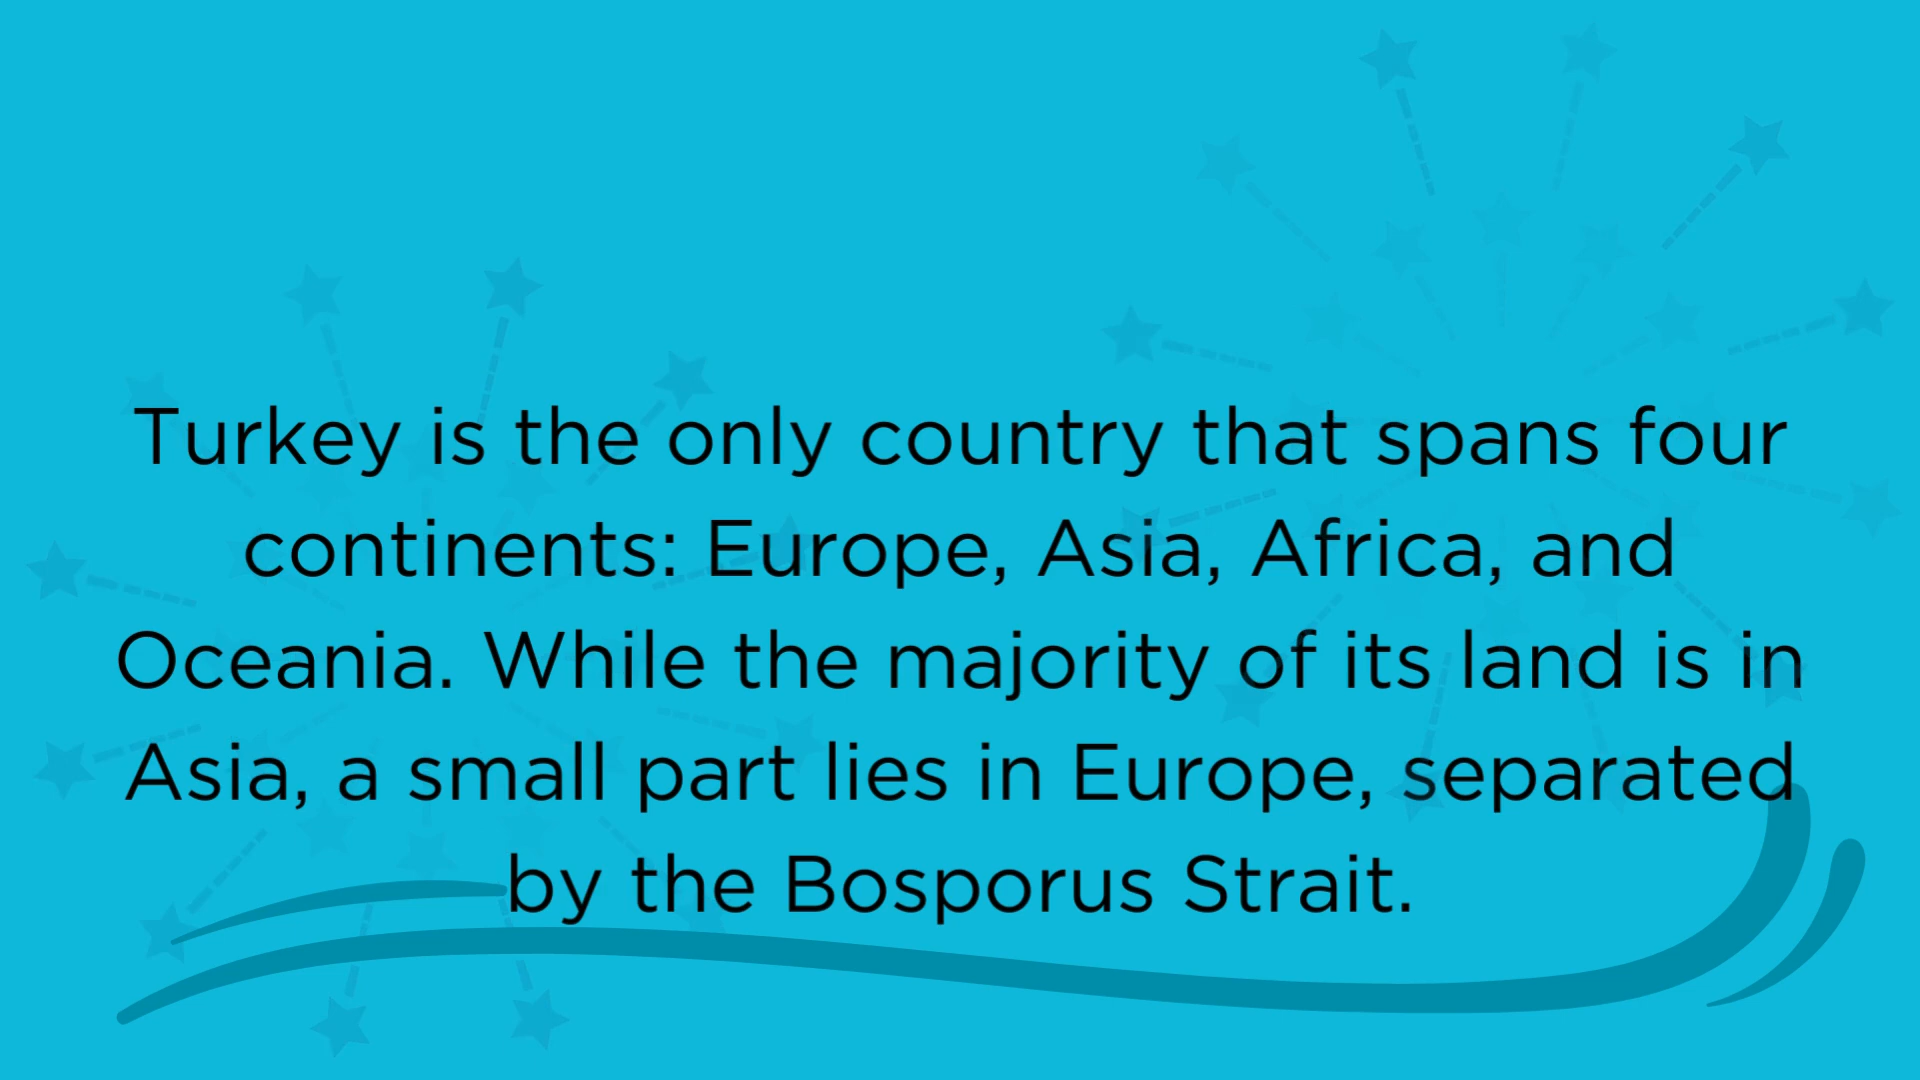 Turkey is the only country that spans four
continents: Europe, Asia, Africa, and
Oceania. While the majority of its land is in
Asia, a small part lies in Europe, separated
by the Bosporus Strait.